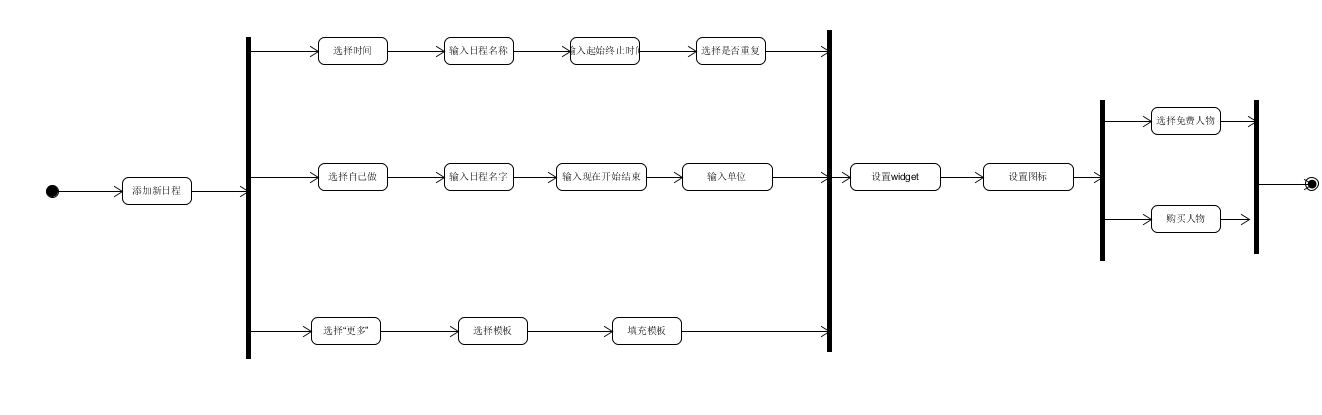 选择时间
输入日程名称
输入起始终止时间
选择是否重复
选择免费人物
添加新日程
选择自己做
输入日程名字
输入现在开始结束
输入单位
设置widget
设置图标
购买人物
选择“更多”
选择模板
填充模板